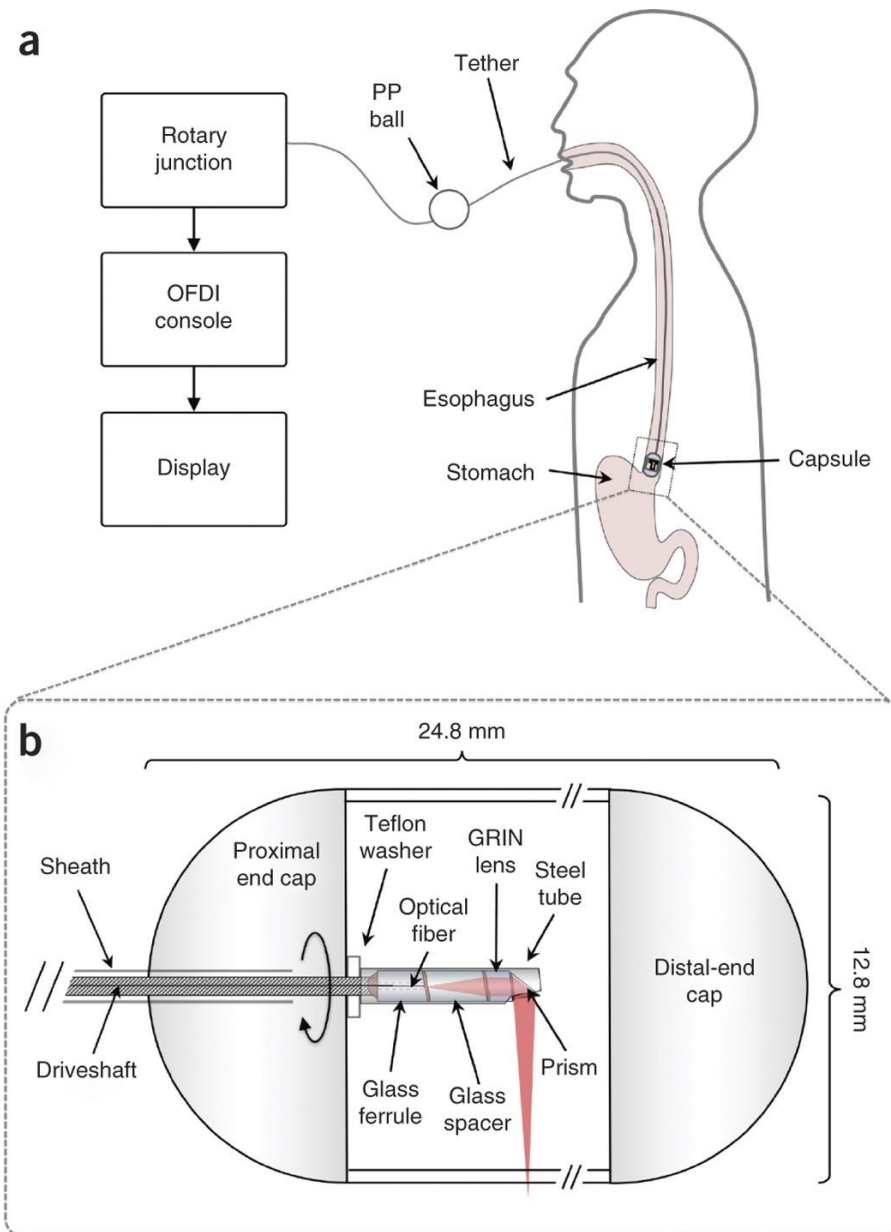 a
Rotary
junction
OFDI
console
Display
PP
ball
Tether
Esophagus
Stomach
Capsule
b
24.8 mm
Sheath
Proximal
end cap
Teflon
washer
GRIN
lens
Steel
tube
Optical
fiber
Distal-end
cap
12.8 mm
Driveshaft
Glass
ferrule
Glass
spacer
Prism